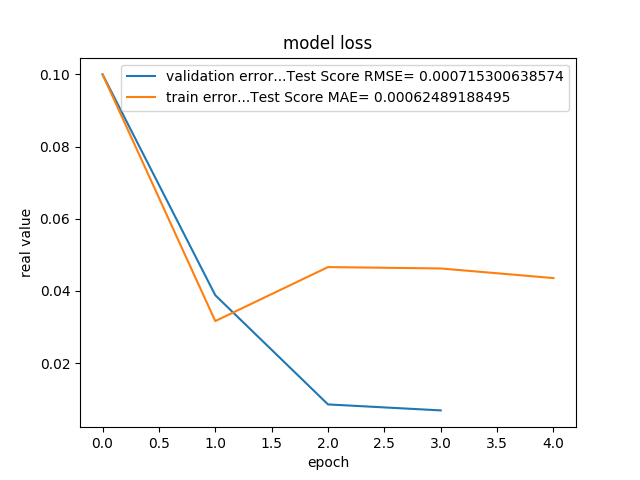 model loss
validation error...Test Score RMSE= 0.000715300638574
train error...Test Score MAE= 0.00062489188495
real value
0.10
0.08
0.06
0.04
0.02
0.0 0.5 1.0 1.5 2.0 2.5 3.0 3.5 4.0
epoch